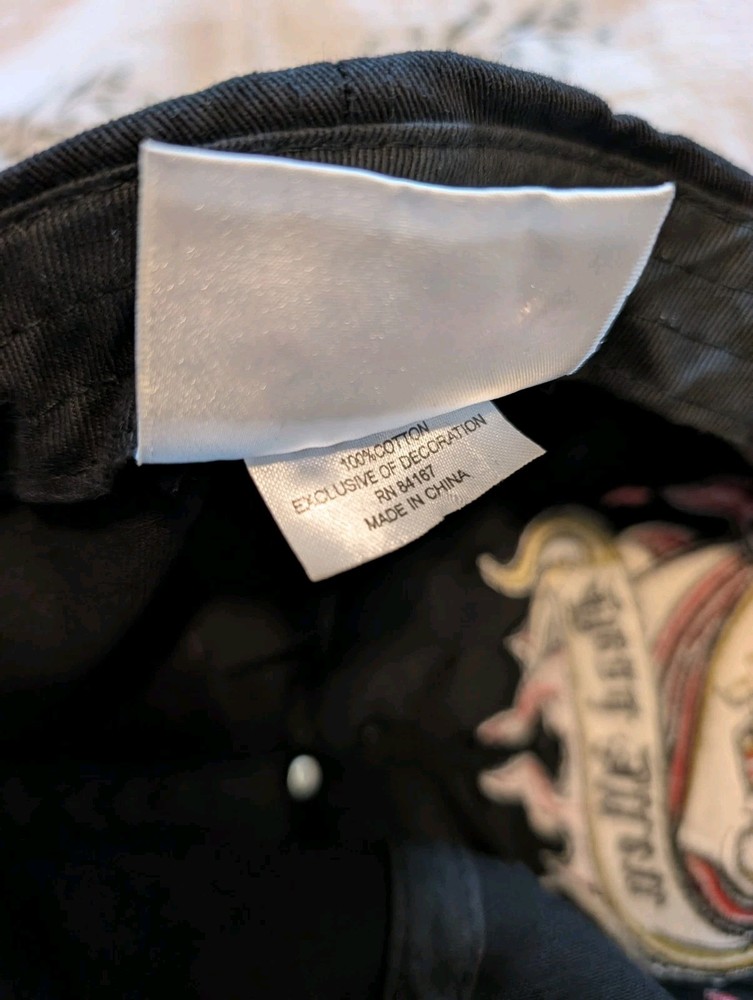 100% COTTON
EXCLUSIVE OF DECORATION
RN 84167
MADE IN CHINA